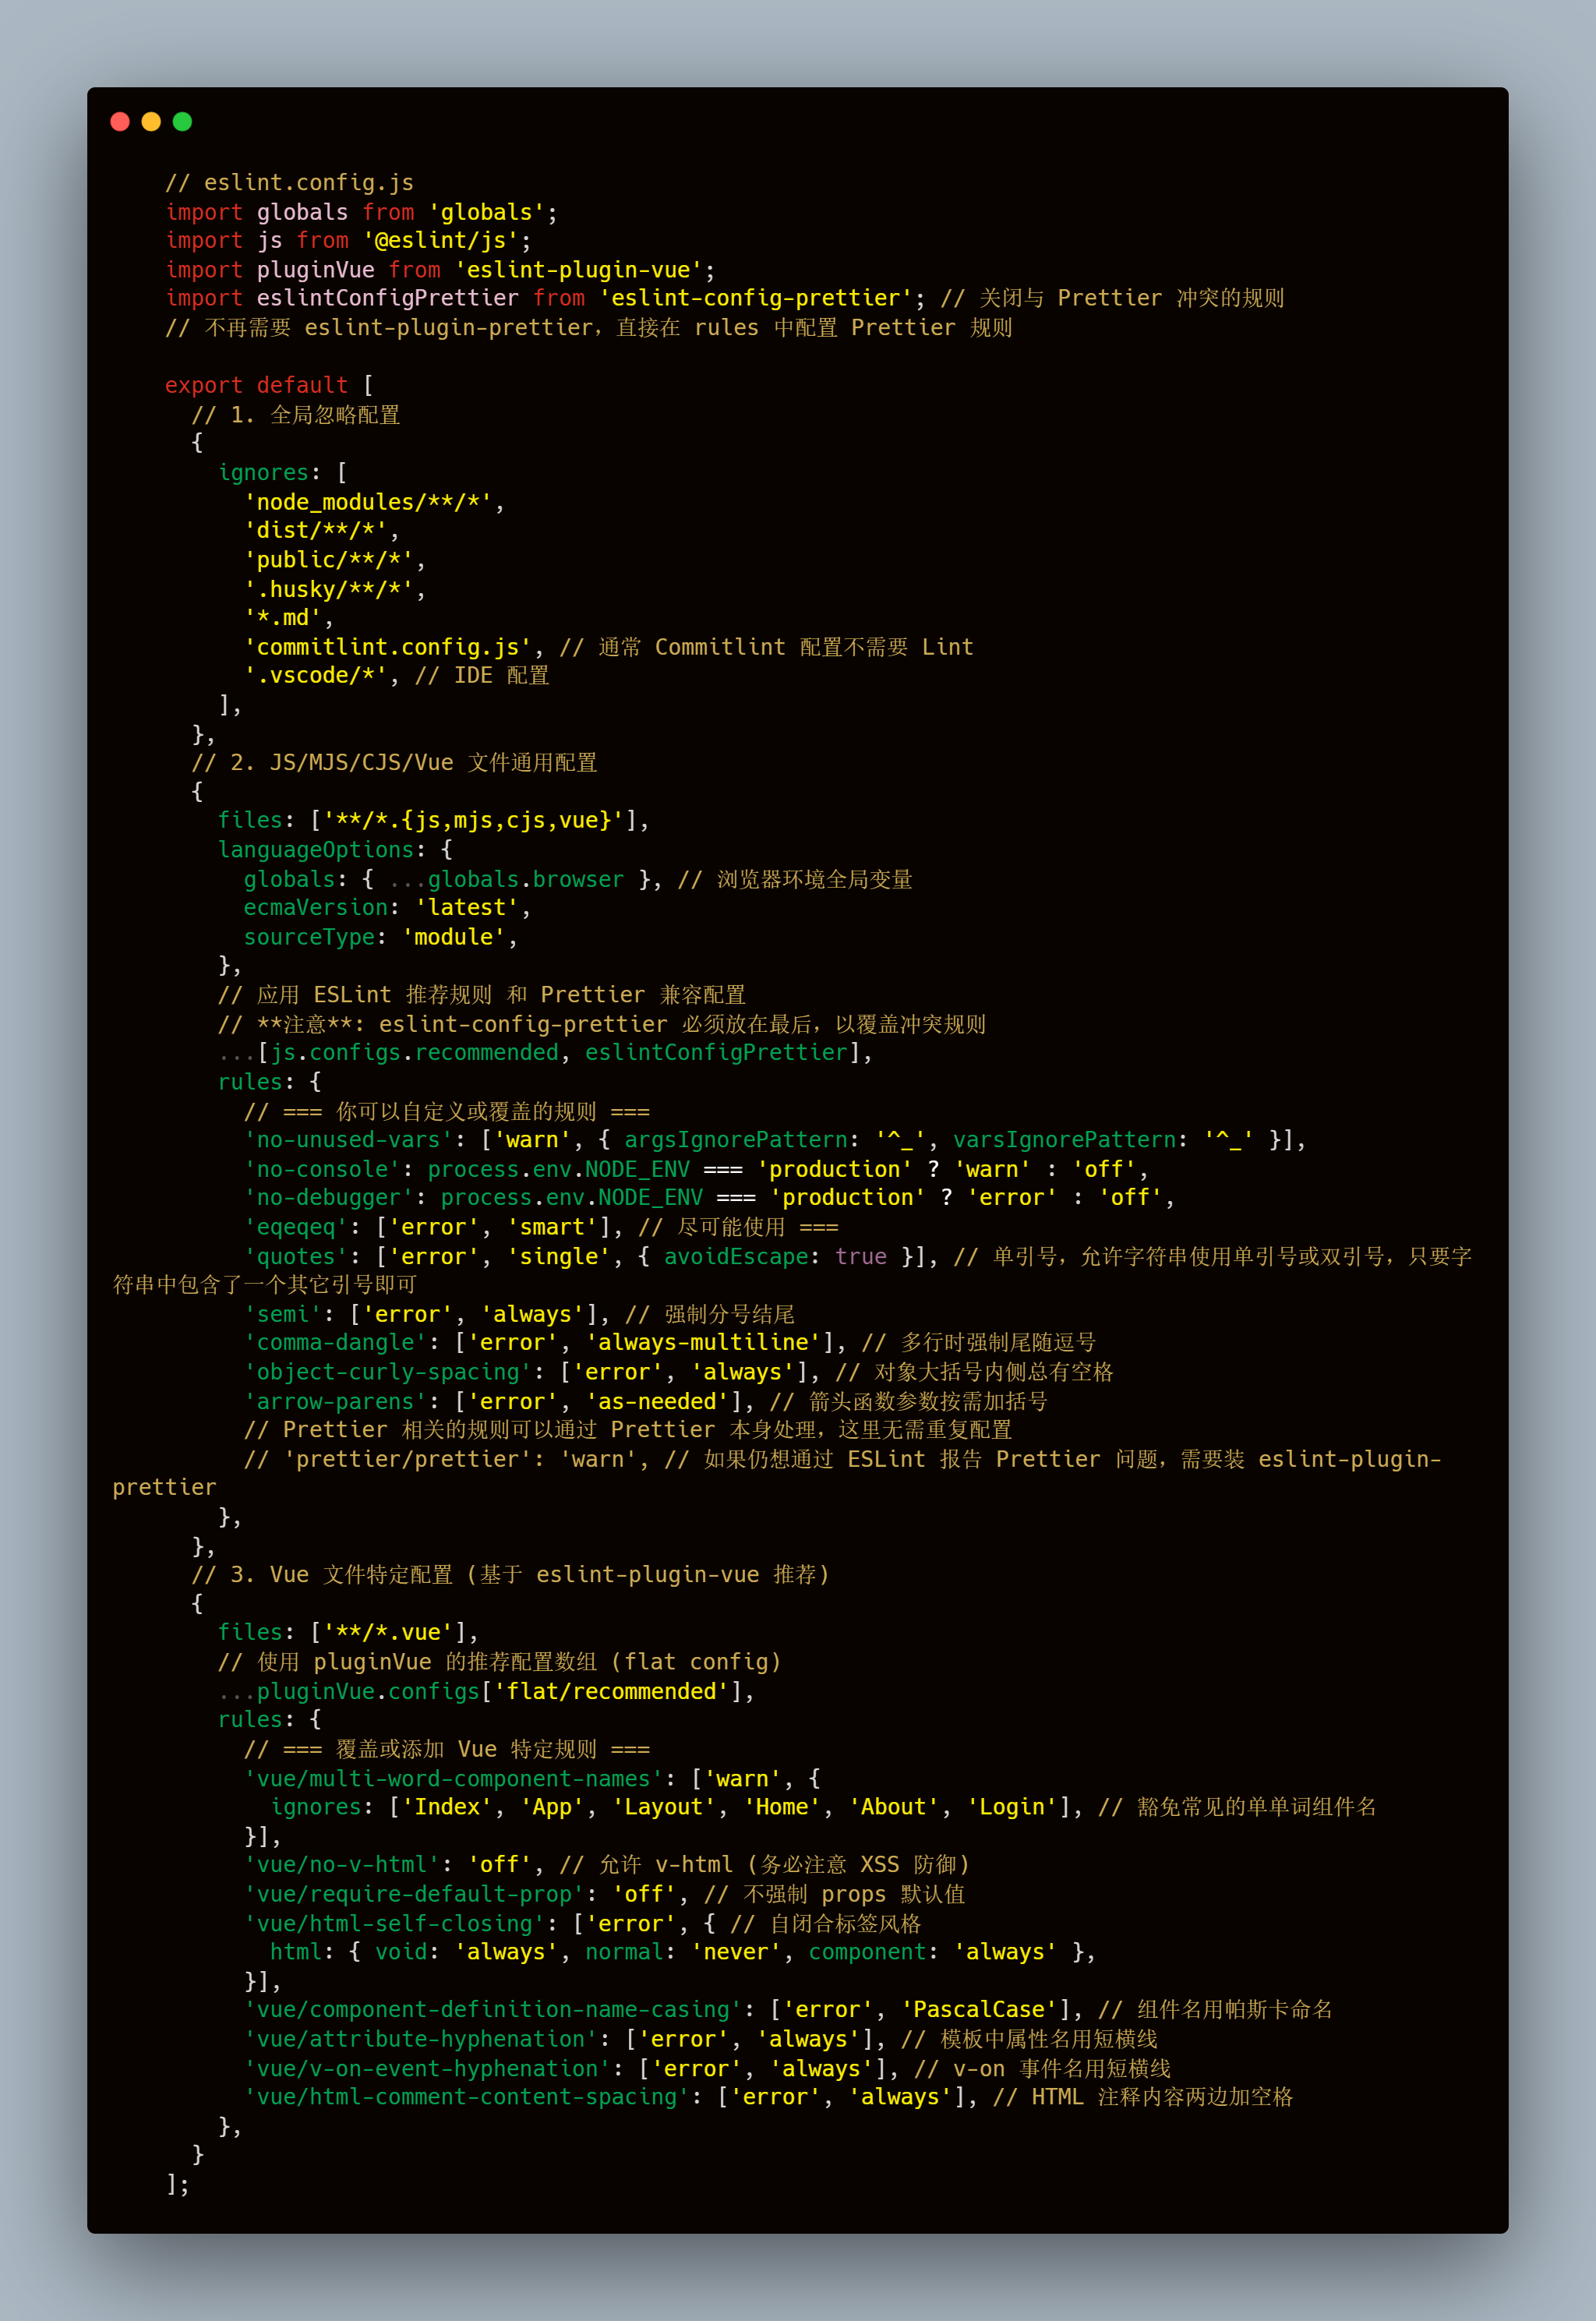 // eslint.config.js
import globals from 'globals';
import js from '@eslint/js';
import pluginVue from 'eslint-plugin-vue';
import eslintConfigPrettier from 'eslint-config-prettier'; // 关闭与 Prettier 冲突的规则
// 不再需要 eslint-plugin-prettier，直接在 rules 中配置 Prettier 规则

export default [
  // 1. 全局忽略配置
  {
    ignores: [
      'node_modules/**/*',
      'dist/**/*',
      'public/**/*',
      '.husky/**/*',
      '*.md',
      'commitlint.config.js', // 通常 Commitlint 配置不需要 Lint
      '.vscode/*', // IDE 配置
    ],
  },
  // 2. JS/MJS/CJS/Vue 文件通用配置
  {
    files: ['**/*.{js,mjs,cjs,vue}'],
    languageOptions: {
      globals: { ...globals.browser }, // 浏览器环境全局变量
      ecmaVersion: 'latest',
      sourceType: 'module',
    },
    // 应用 ESLint 推荐规则 和 Prettier 兼容配置
    // **注意**: eslint-config-prettier 必须放在最后，以覆盖冲突规则
    ...[js.configs.recommended, eslintConfigPrettier],
    rules: {
      // === 你可以自定义或覆盖的规则 ===
      'no-unused-vars': ['warn', { argsIgnorePattern: '^_', varsIgnorePattern: '^_' }],
      'no-console': process.env.NODE_ENV === 'production' ? 'warn' : 'off',
      'no-debugger': process.env.NODE_ENV === 'production' ? 'error' : 'off',
      'eqeqeq': ['error', 'smart'], // 尽可能使用 ===
      'quotes': ['error', 'single', { avoidEscape: true }], // 单引号，允许字符串使用单引号或双引号，只要字
符串中包含了一个其它引号即可
      'semi': ['error', 'always'], // 强制分号结尾
      'comma-dangle': ['error', 'always-multiline'], // 多行时强制尾随逗号
      'object-curly-spacing': ['error', 'always'], // 对象大括号内侧总有空格
      'arrow-parens': ['error', 'as-needed'], // 箭头函数参数按需加括号
      // Prettier 相关的规则可以通过 Prettier 本身处理，这里无需重复配置
      // 'prettier/prettier': 'warn', // 如果仍想通过 ESLint 报告 Prettier 问题，需要装 eslint-plugin-
prettier
    },
  },
  // 3. Vue 文件特定配置 (基于 eslint-plugin-vue 推荐)
  {
    files: ['**/*.vue'],
    // 使用 pluginVue 的推荐配置数组 (flat config)
    ...pluginVue.configs['flat/recommended'],
    rules: {
      // === 覆盖或添加 Vue 特定规则 ===
      'vue/multi-word-component-names': ['warn', {
        ignores: ['Index', 'App', 'Layout', 'Home', 'About', 'Login'], // 豁免常见的单单词组件名
      }],
      'vue/no-v-html': 'off', // 允许 v-html (务必注意 XSS 防御)
      'vue/require-default-prop': 'off', // 不强制 props 默认值
      'vue/html-self-closing': ['error', { // 自闭合标签风格
        html: { void: 'always', normal: 'never', component: 'always' },
      }],
      'vue/component-definition-name-casing': ['error', 'PascalCase'], // 组件名用帕斯卡命名
      'vue/attribute-hyphenation': ['error', 'always'], // 模板中属性名用短横线
      'vue/v-on-event-hyphenation': ['error', 'always'], // v-on 事件名用短横线
      'vue/html-comment-content-spacing': ['error', 'always'], // HTML 注释内容两边加空格
    },
  }
];